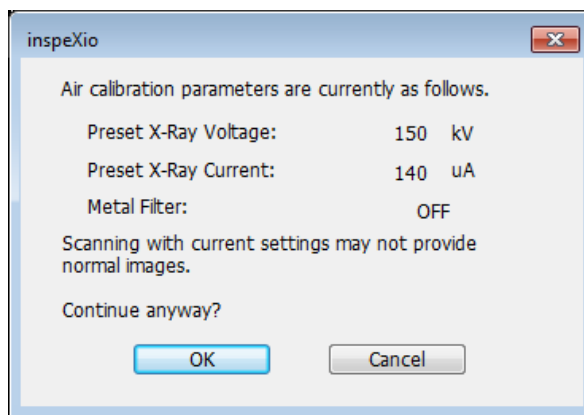 inspeXio
Air calibration parameters are currently as follows.
Preset X-Ray Voltage: 150 kV
Preset X-Ray Current: 140 uA
Metal Filter: OFF
Scanning with current settings may not provide
normal images.
Continue anyway?
OK Cancel